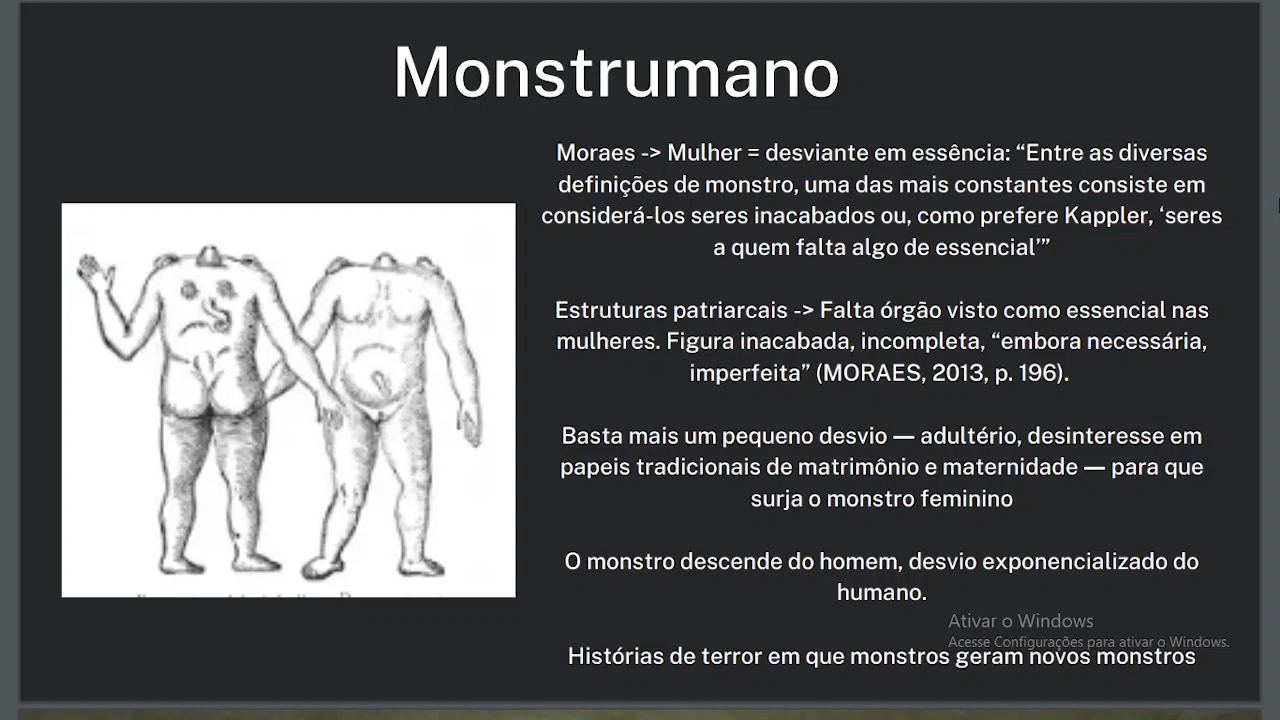 Monstrumano
Moraes -> Mulher = desviante em essência: “Entre as diversas
definições de monstro, uma das mais constantes consiste em
considerá-los seres inacabados ou, como prefere Kappler, ‘seres
a quem falta algo de essencial’”
Estruturas patriarcais -> Falta órgão visto como essencial nas
mulheres. Figura inacabada, incompleta, “embora necessária,
imperfeita” (MORAES, 2013, p. 196).
Basta mais um pequeno desvio — adultério, desinteresse em
papeis tradicionais de matrimônio e maternidade — para que
surja o monstro feminino
O monstro descende do homem, desvio exponencializado do
humano.
Ativar o Windows
Acesse Configurações para ativar o Windows.
Histórias de terror em que monstros geram novos monstros